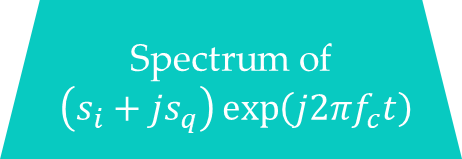 Spectrum of
(s_i + js_q) exp(j2πf_ct)